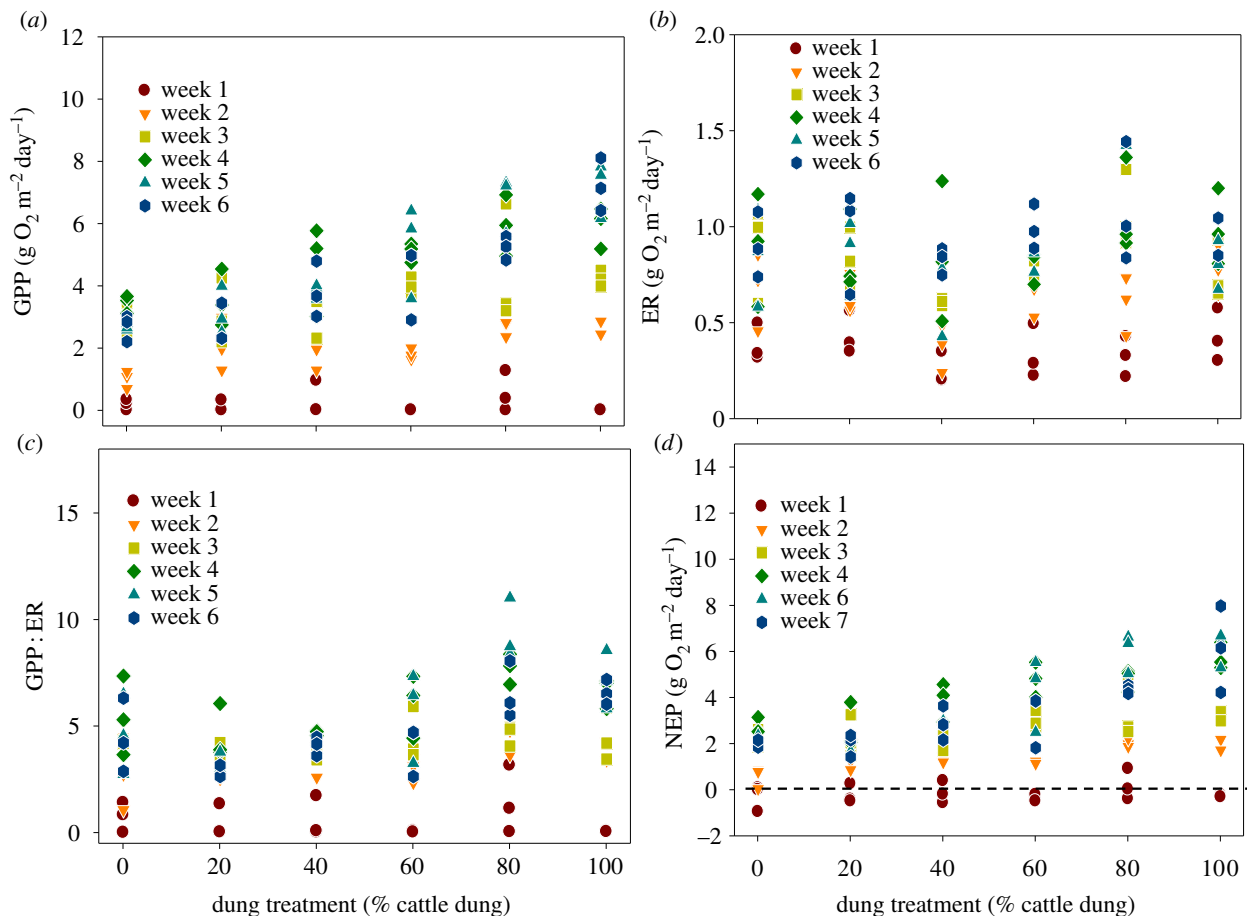 (a)
12
10
8
6
4
2
0
GPP (g O₂ m⁻² day⁻¹)
week 1
week 2
week 3
week 4
week 5
week 6
(b)
2.0
1.5
1.0
0.5
0
ER (g O₂ m⁻² day⁻¹)
week 1
week 2
week 3
week 4
week 5
week 6
(c)
15
10
5
0
GPP : ER
week 1
week 2
week 3
week 4
week 5
week 6
0 20 40 60 80 100
dung treatment (% cattle dung)
(d)
14
12
10
8
6
4
2
0
–2
NEP (g O₂ m⁻² day⁻¹)
week 1
week 2
week 3
week 4
week 6
week 7
0 20 40 60 80 100
dung treatment (% cattle dung)